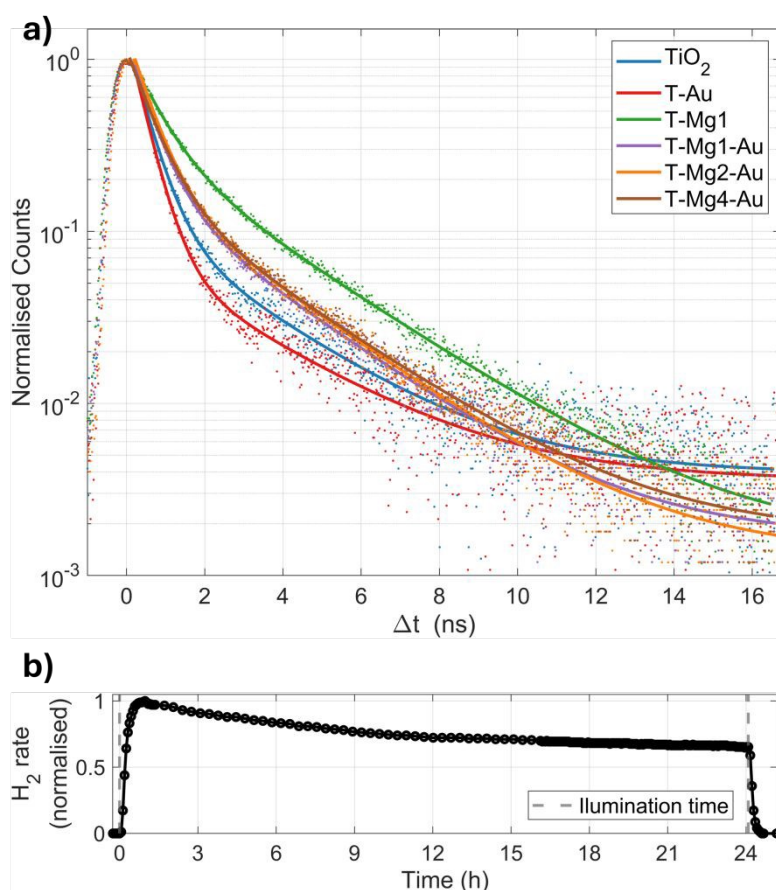 a)
10⁰
10⁻¹
10⁻²
10⁻³
Normalised Counts
TiO₂
T-Au
T-Mg1
T-Mg1-Au
T-Mg2-Au
T-Mg4-Au
0 2 4 6 8 10 12 14 16
Δt (ns)
b)
1
0.5
0
H₂ rate
(normalised)
Ilumination time
0 3 6 9 12 15 18 21 24
Time (h)